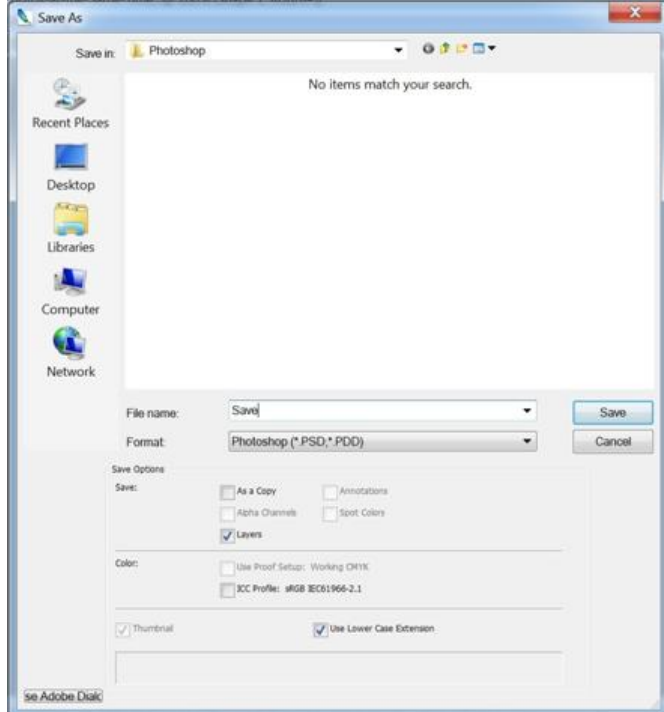 Save As
Save in: Photoshop
No items match your search.
Recent Places
Desktop
Libraries
Computer
Network
File name: Save Save
Format: Photoshop (*.PSD;*.PDD) Cancel
Save Options
Save: As a Copy Annotations
Alpha Channels Spot Colors
Layers
Color: Use Proof Setup: Working CMYK
ICC Profile: sRGB IEC61966-2.1
Thumbnail Use Lower Case Extension
se Adobe Dialc